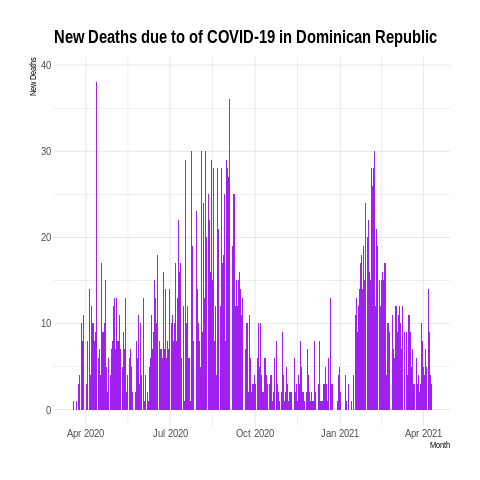 New Deaths due to of COVID-19 in Dominican Republic
New Deaths
40
30
20
10
0
Apr 2020 Jul 2020 Oct 2020 Jan 2021 Apr 2021
Month